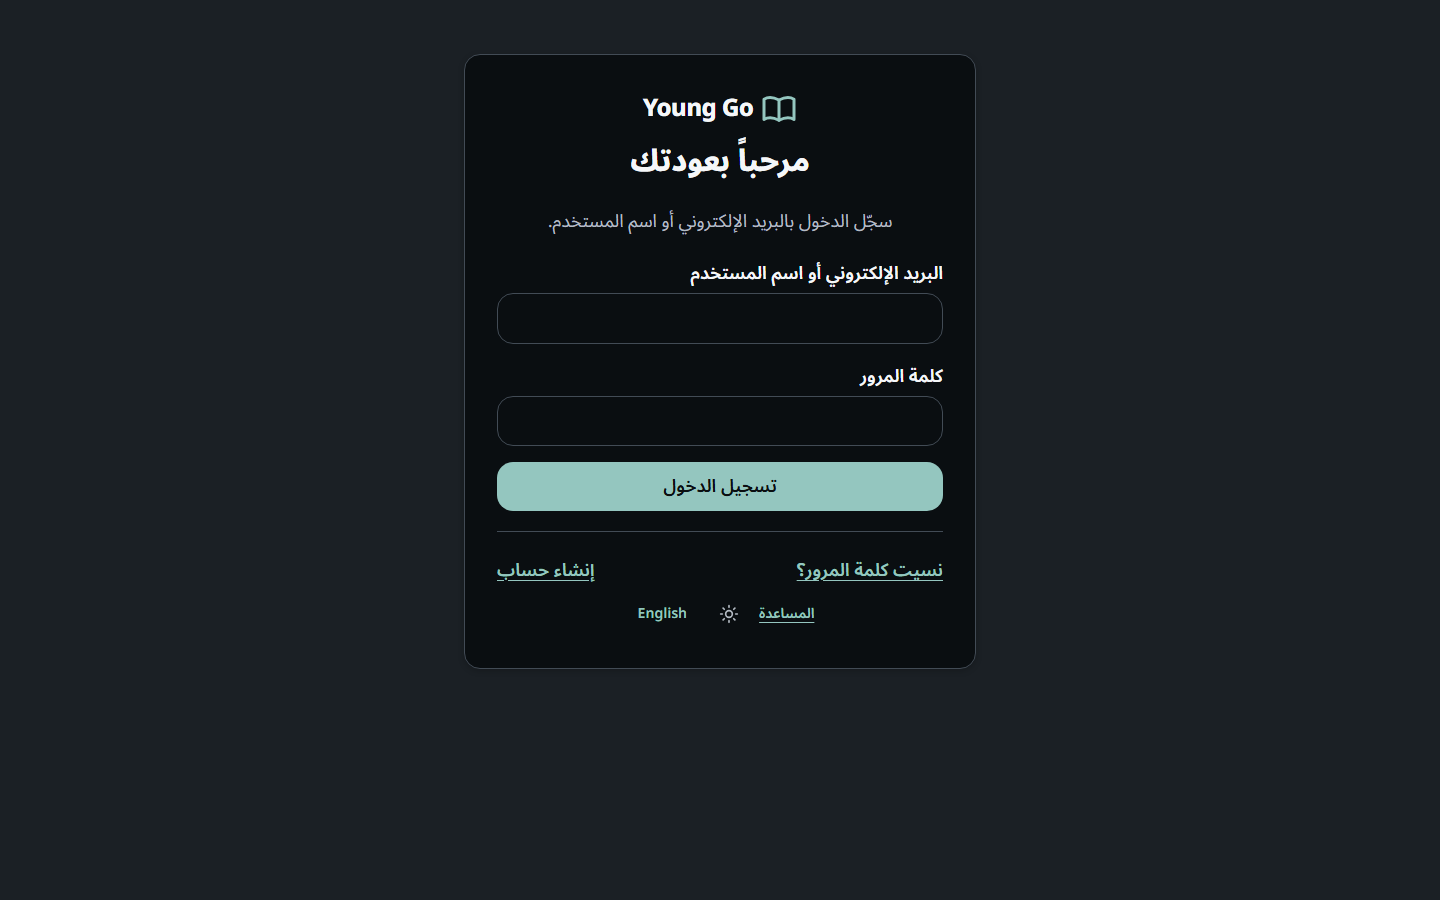 Young Go
مرحباً بعودتك
سجّل الدخول بالبريد الإلكتروني أو اسم المستخدم.
البريد الإلكتروني أو اسم المستخدم
كلمة المرور
تسجيل الدخول
نسيت كلمة المرور؟ إنشاء حساب
المساعدة English